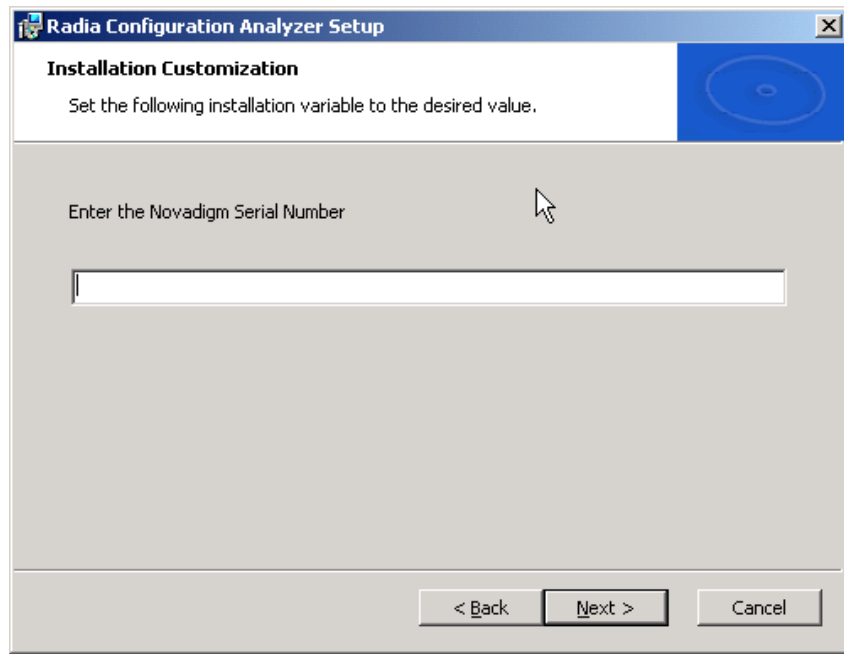 Radia Configuration Analyzer Setup
Installation Customization
Set the following installation variable to the desired value.
Enter the Novadigm Serial Number
< Back
Next >
Cancel